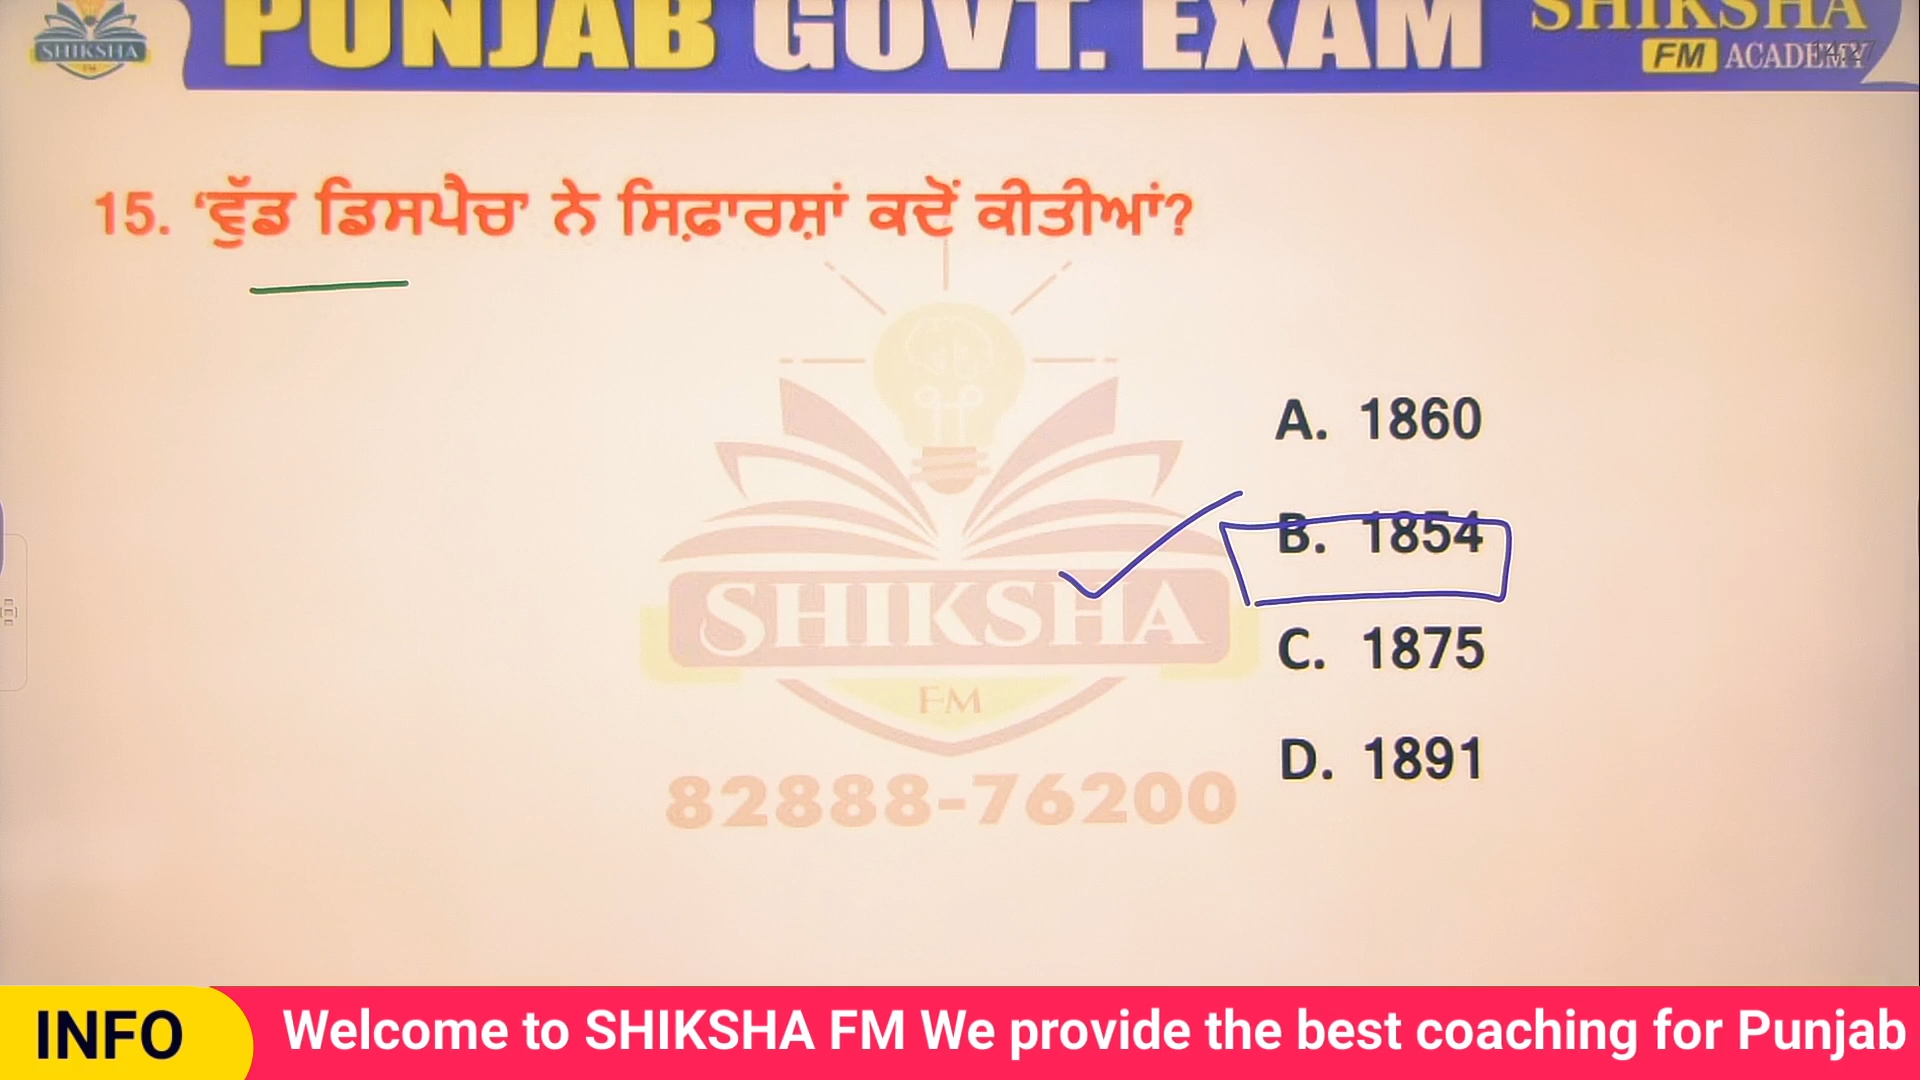 SHIKSHA
FM
PUNJAB GOVT. EXAM
SHIKSHA
FM ACADEMY
15. ‘ਵੁੱਡ ਡਿਸਪੈਚ’ ਨੇ ਸਿਫ਼ਾਰਸ਼ਾਂ ਕਦੋਂ ਕੀਤੀਆਂ?
A. 1860
B. 1854
C. 1875
D. 1891
SHIKSHA
FM
82888-76200
INFO
Welcome to SHIKSHA FM We provide the best coaching for Punjab